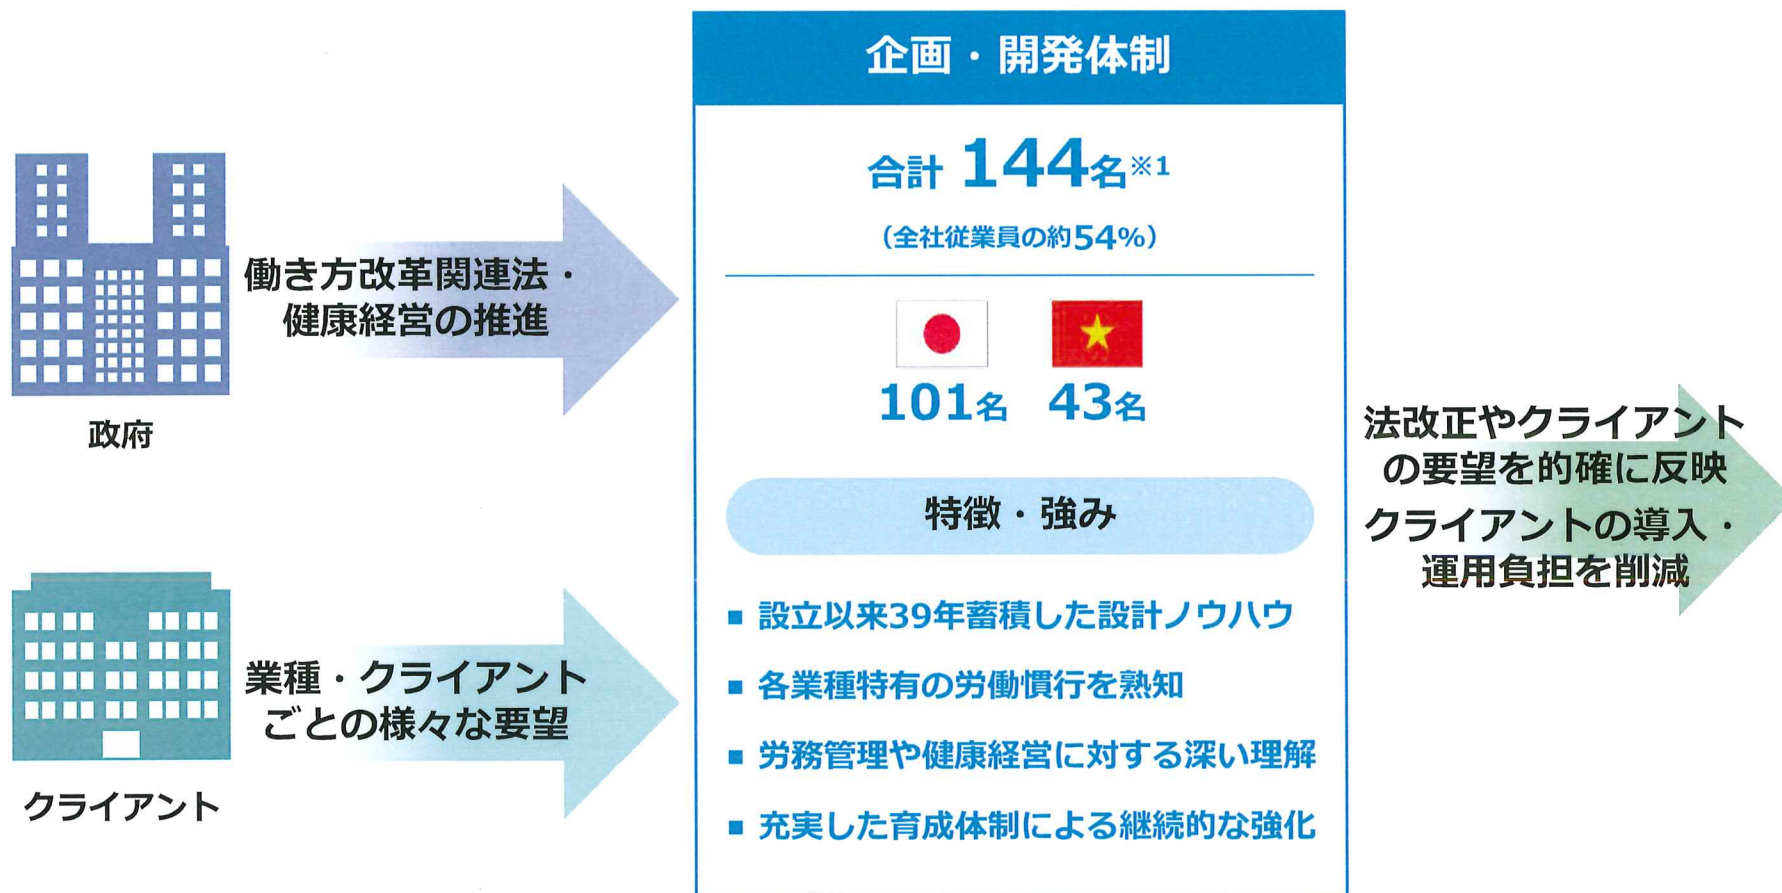 企画・開発体制
合計 144名※1
（全社従業員の約54%）
101名 43名
特徴・強み
■ 設立以来39年蓄積した設計ノウハウ
■ 各業種特有の労働慣行を熟知
■ 労務管理や健康経営に対する深い理解
■ 充実した育成体制による継続的な強化
働き方改革関連法・
健康経営の推進
政府
業種・クライアント
ごとの様々な要望
クライアント
法改正やクライアント
の要望を的確に反映
クライアントの導入・
運用負担を削減